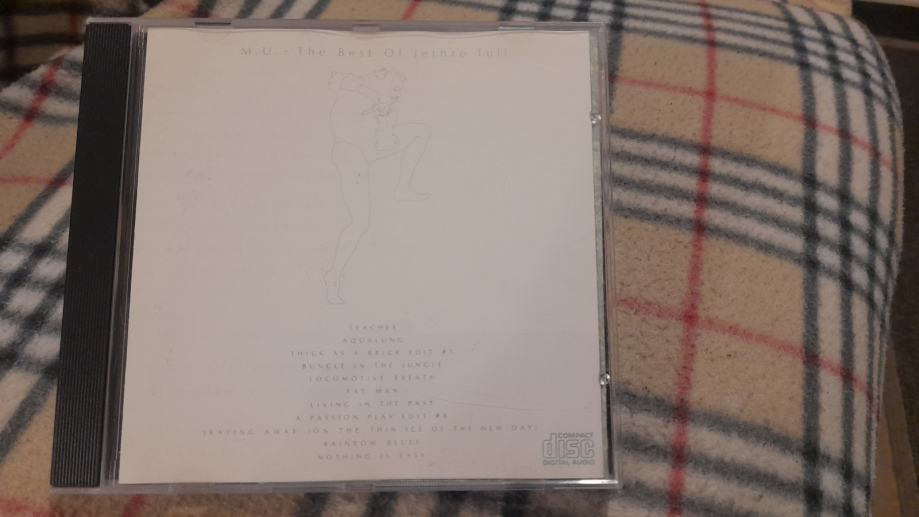 M.U. - The Best Of Jethro Tull
TEACHER
AQUALUNG
THICK AS A BRICK EDIT #1
BUNGLE IN THE JUNGLE
LOCOMOTIVE BREATH
FAT MAN
LIVING IN THE PAST
A PASSION PLAY EDIT #8
SKATING AWAY (ON THE THIN ICE OF THE NEW DAY)
RAINBOW BLUES
NOTHING IS EASY
COMPACT
disc
DIGITAL AUDIO